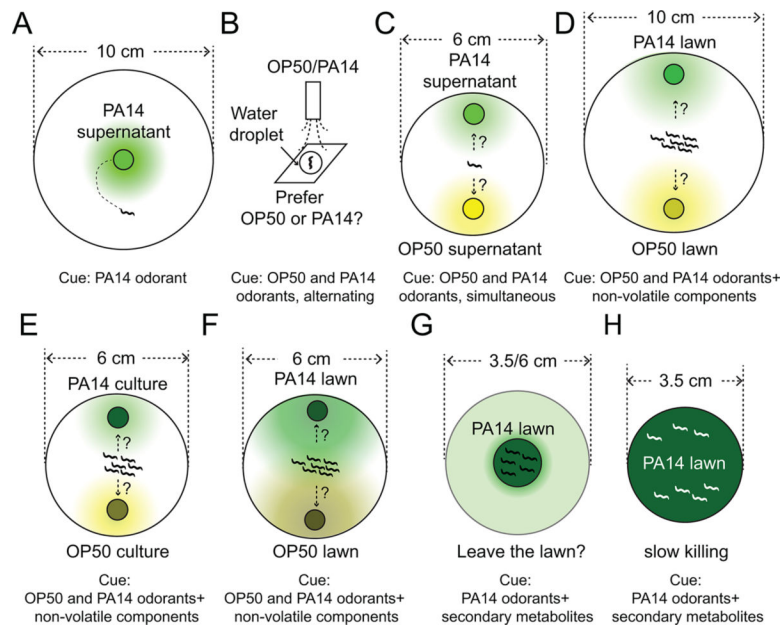 A
10 cm
PA14
supernatant
Cue: PA14 odorant
B
OP50/PA14
Water
droplet
Prefer
OP50 or PA14?
Cue: OP50 and PA14
odorants, alternating
C
6 cm
PA14
supernatant
?
?
OP50 supernatant
Cue: OP50 and PA14
odorants, simultaneous
D
10 cm
PA14 lawn
?
?
OP50 lawn
Cue: OP50 and PA14 odorants+
non-volatile components
E
6 cm
PA14 culture
?
?
OP50 culture
Cue:
OP50 and PA14 odorants+
non-volatile components
F
6 cm
PA14 lawn
?
?
OP50 lawn
Cue:
OP50 and PA14 odorants+
non-volatile components
G
3.5/6 cm
PA14 lawn
Leave the lawn?
Cue:
PA14 odorants+
secondary metabolites
H
3.5 cm
PA14 lawn
slow killing
Cue:
PA14 odorants+
secondary metabolites